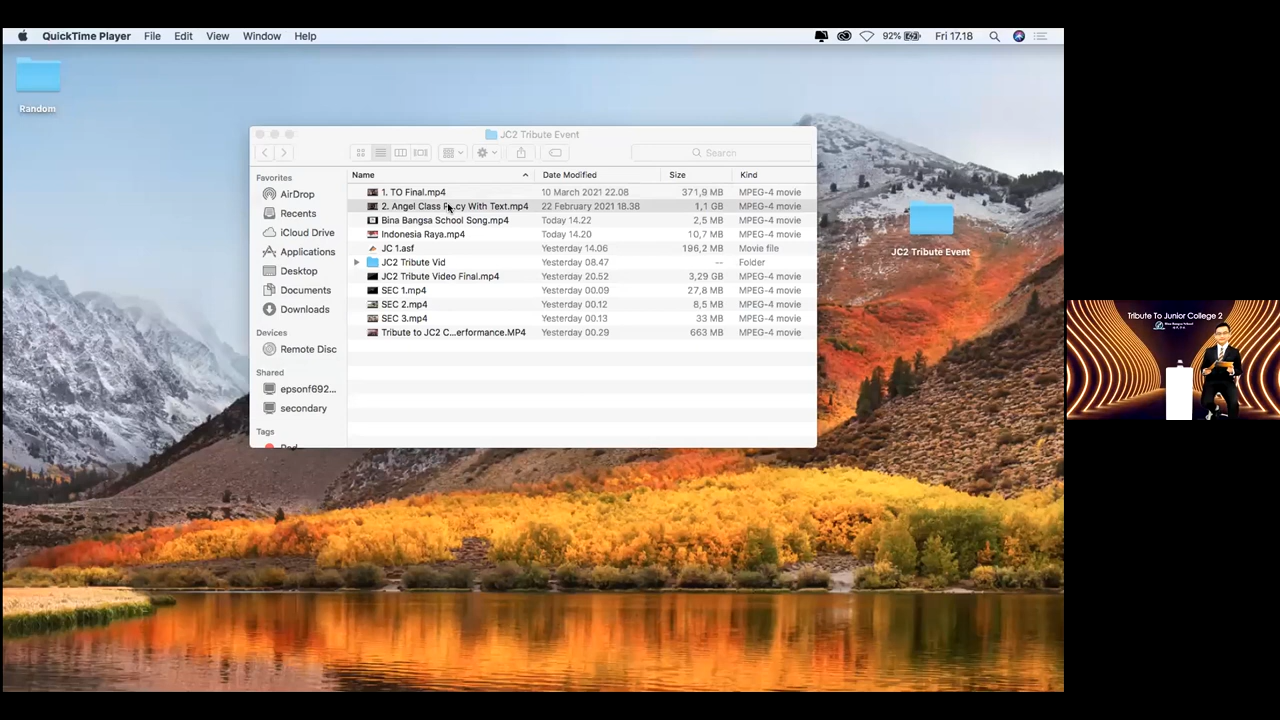 QuickTime Player File Edit View Window Help 92% Fri 17.18
Random
JC2 Tribute Event
Search
Favorites
AirDrop
Recents
iCloud Drive
Applications
Desktop
Documents
Downloads
Devices
Remote Disc
Shared
epsonf692...
secondary
Tags
Red
Name Date Modified Size Kind
1. TO Final.mp4 10 March 2021 22.08 371,9 MB MPEG-4 movie
2. Angel Class Fancy With Text.mp4 22 February 2021 18.38 1,1 GB MPEG-4 movie
Bina Bangsa School Song.mp4 Today 14.22 2,5 MB MPEG-4 movie
Indonesia Raya.mp4 Today 14.20 10,7 MB MPEG-4 movie
JC 1.asf Yesterday 14.06 196,2 MB Movie file
JC2 Tribute Vid Yesterday 08.47 -- Folder
JC2 Tribute Video Final.mp4 Yesterday 20.52 3,29 GB MPEG-4 movie
SEC 1.mp4 Yesterday 00.09 27,8 MB MPEG-4 movie
SEC 2.mp4 Yesterday 00.12 8,5 MB MPEG-4 movie
SEC 3.mp4 Yesterday 00.13 33 MB MPEG-4 movie
Tribute to JC2 C...erformance.MP4 Yesterday 00.29 663 MB MPEG-4 movie
JC2 Tribute Event
Tribute To Junior College 2
Bina Bangsa School